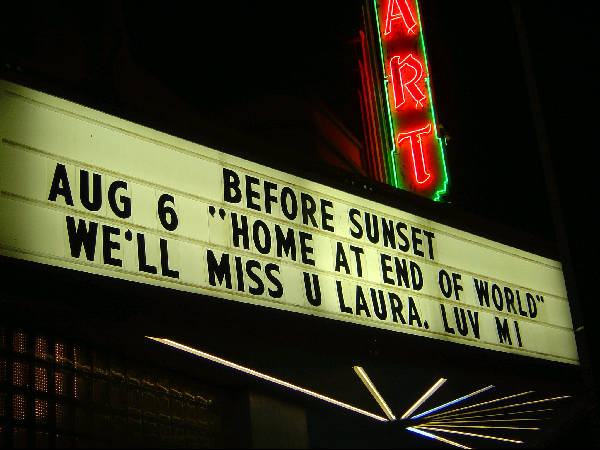 ART
BEFORE SUNSET
AUG 6 "HOME AT END OF WORLD"
WE'LL MISS U LAURA. LUV MI